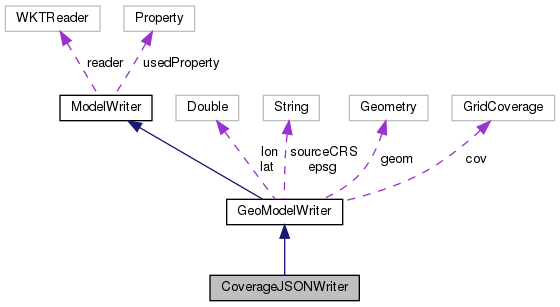 WKTReader
Property
reader
usedProperty
ModelWriter
Double
String
Geometry
GridCoverage
lon
lat
sourceCRS
epsg
geom
cov
GeoModelWriter
CoverageJSONWriter